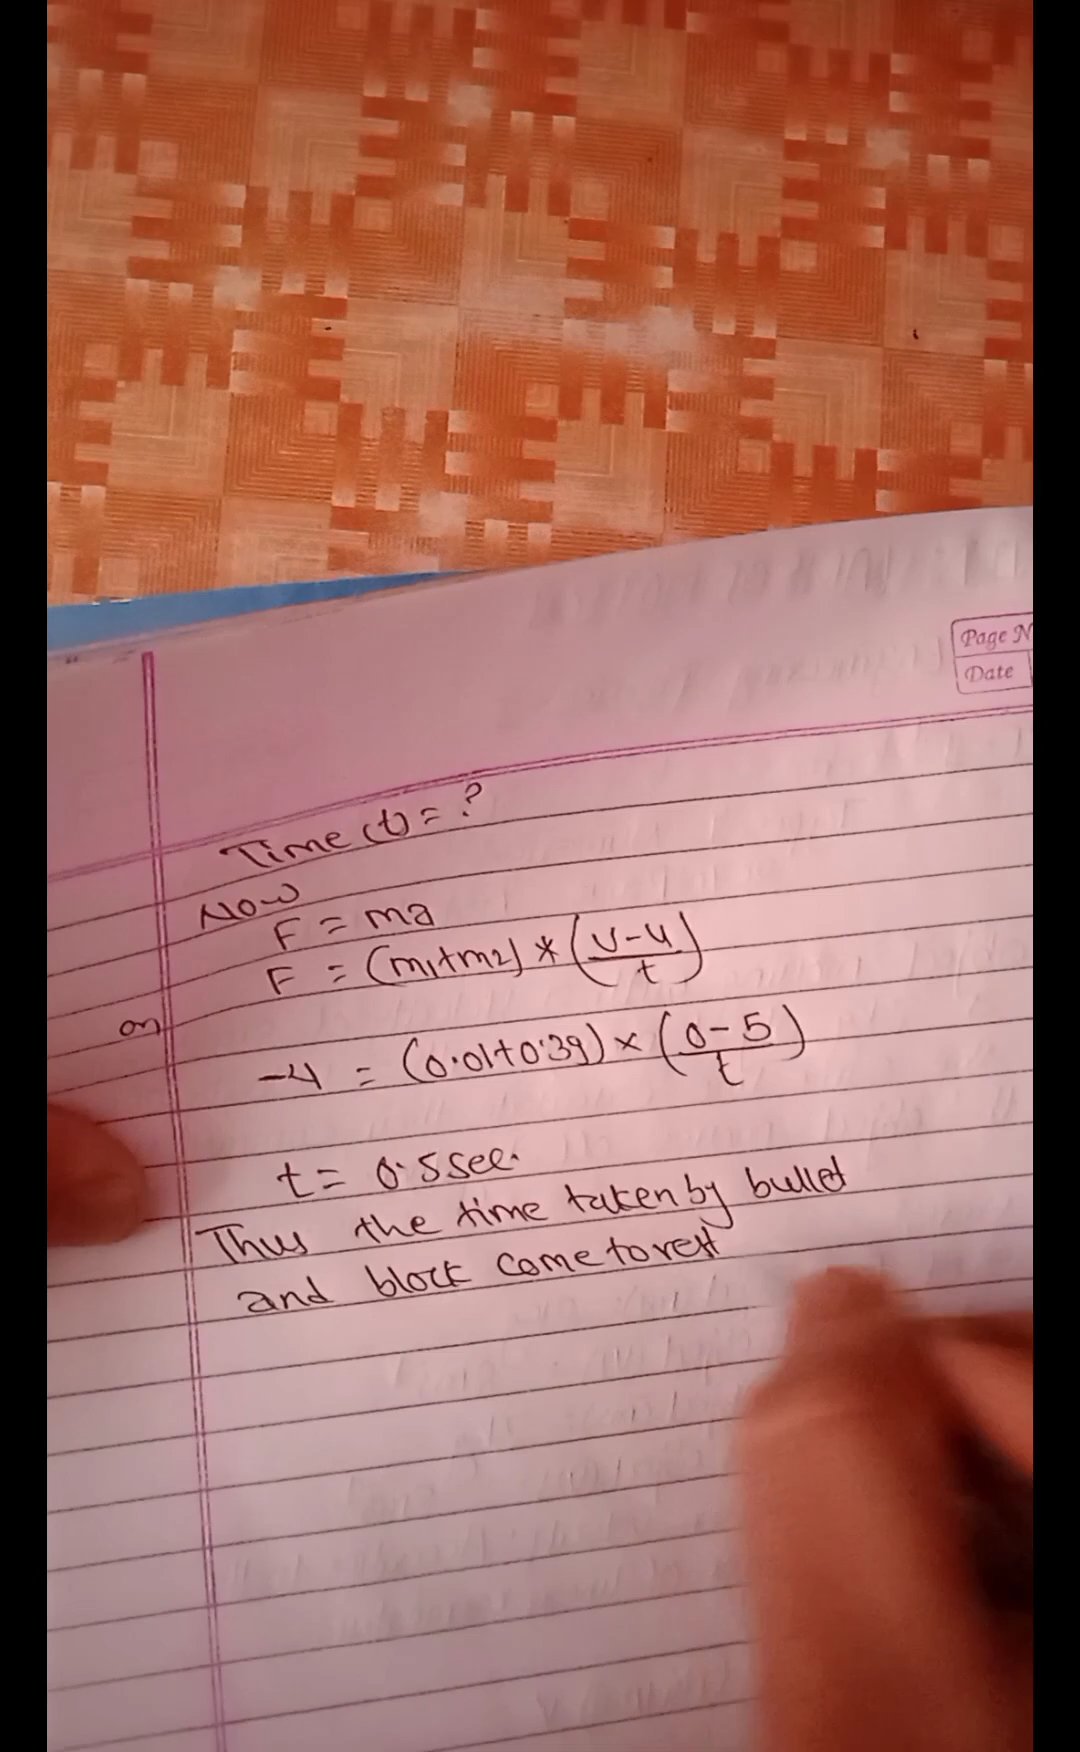 Page N
Date
Time (t) = ?
Now
F = ma
F = (m1+m2) * (v-u/t)
or
-4 = (0.01+0.39) × (0-5/t)
t = 0.5 sec.
Thus the time taken by bullet
and block come to rest